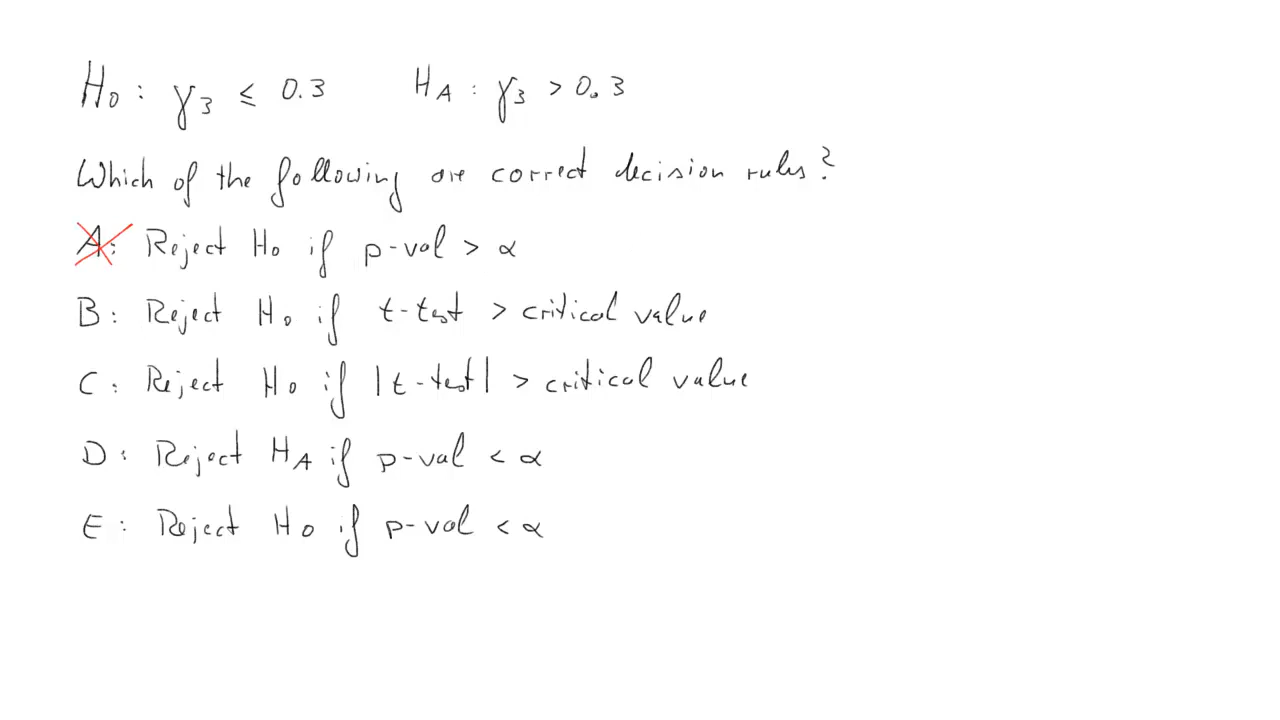 H0 : γ3 ≤ 0.3 HA : γ3 > 0.3
Which of the following are correct decision rules?
A: Reject H0 if p-val > α
B: Reject H0 if t-test > critical value
C: Reject H0 if |t-test| > critical value
D: Reject HA if p-val < α
E: Reject H0 if p-val < α